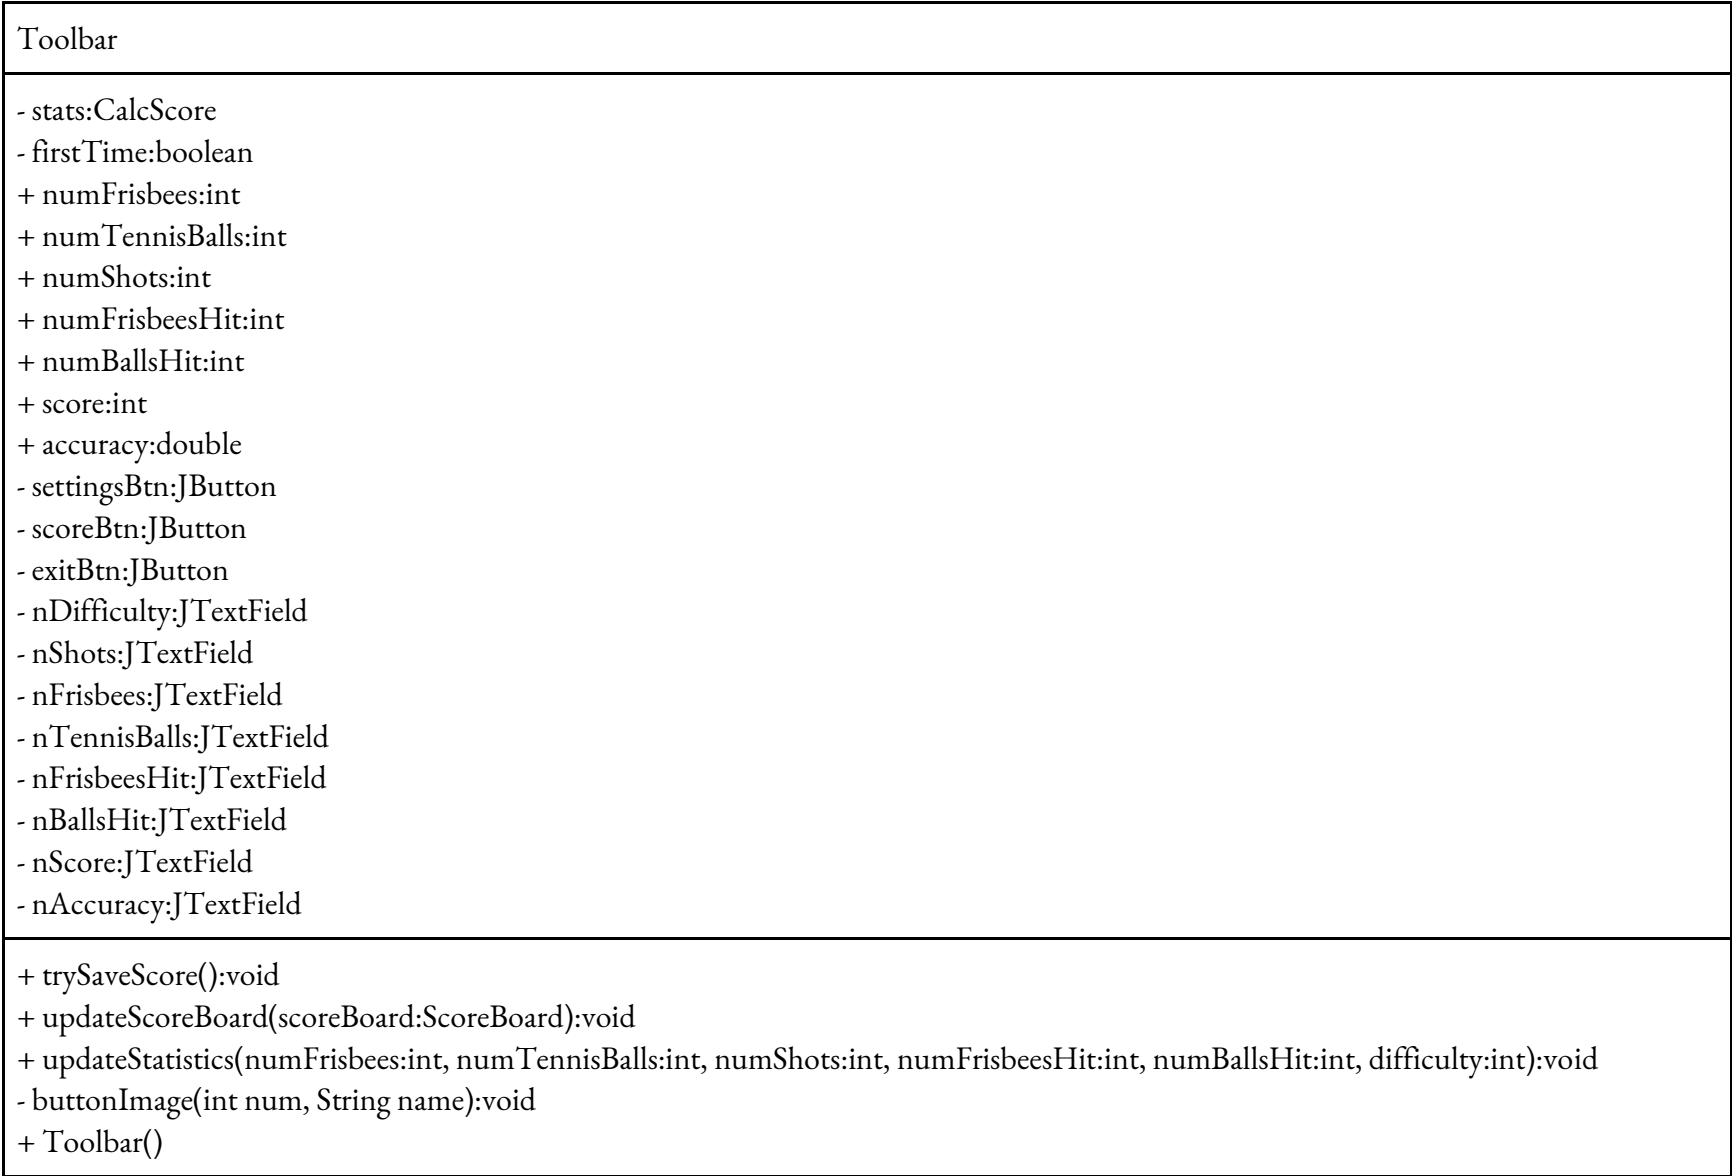 Toolbar
- stats:CalcScore
- firstTime:boolean
+ numFrisbees:int
+ numTennisBalls:int
+ numShots:int
+ numFrisbeesHit:int
+ numBallsHit:int
+ score:int
+ accuracy:double
- settingsBtn:JButton
- scoreBtn:JButton
- exitBtn:JButton
- nDifficulty:JTextField
- nShots:JTextField
- nFrisbees:JTextField
- nTennisBalls:JTextField
- nFrisbeesHit:JTextField
- nBallsHit:JTextField
- nScore:JTextField
- nAccuracy:JTextField
+ trySaveScore():void
+ updateScoreBoard(scoreBoard:ScoreBoard):void
+ updateStatistics(numFrisbees:int, numTennisBalls:int, numShots:int, numFrisbeesHit:int, numBallsHit:int, difficulty:int):void
- buttonImage(int num, String name):void
+ Toolbar()